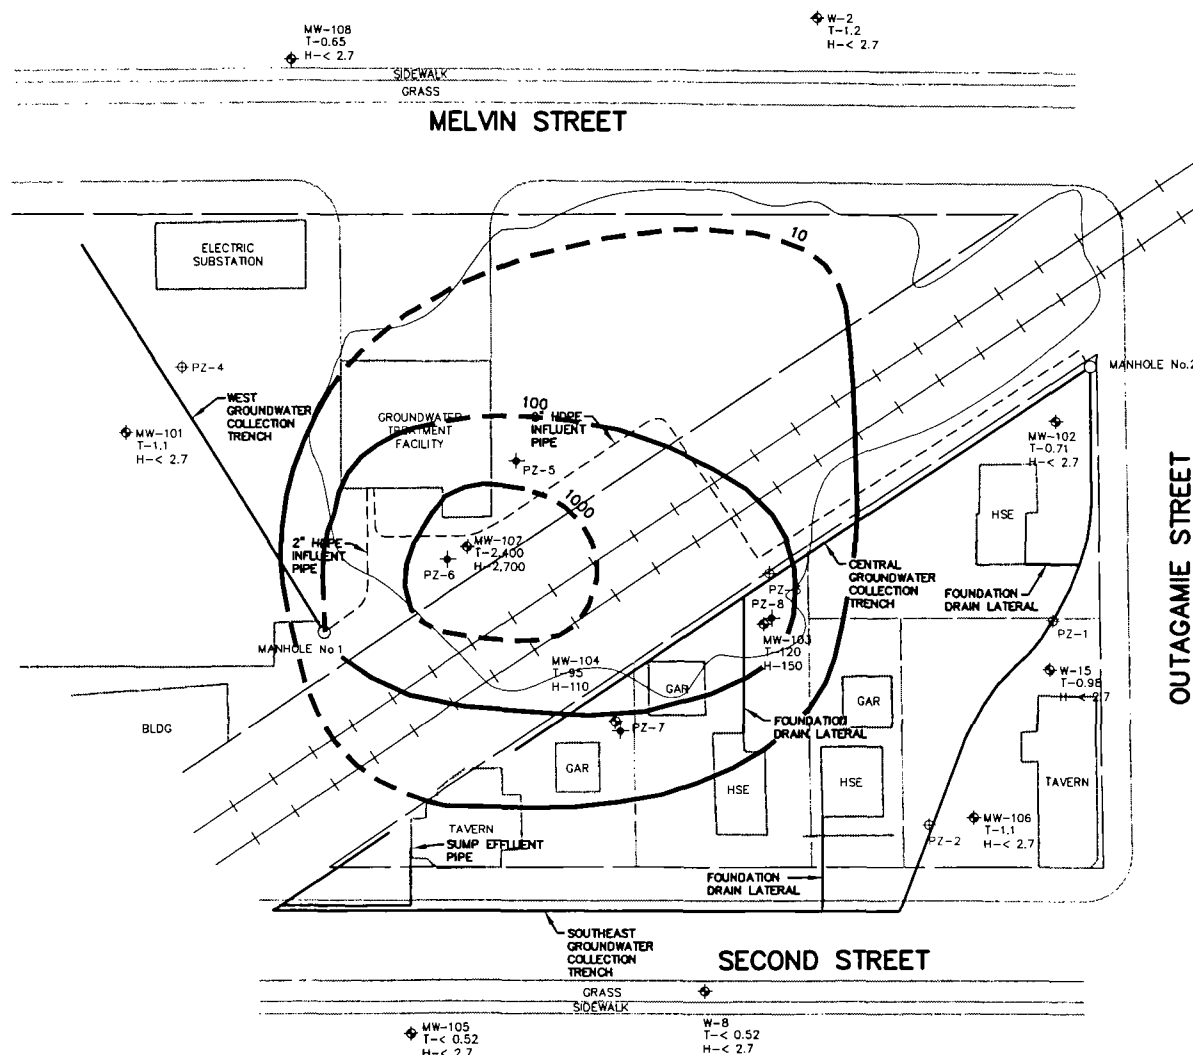 MW-108
T-0.65
H-< 2.7
W-2
T-1.2
H-< 2.7
SIDEWALK
GRASS
MELVIN STREET
ELECTRIC
SUBSTATION
10
PZ-4
WEST
GROUNDWATER
COLLECTION
TRENCH
MW-101
T-1.1
H-< 2.7
GROUNDWATER
TREATMENT
FACILITY
100
HDPE
INFLUENT
PIPE
PZ-5
1000
MANHOLE No.2
MW-102
T-0.71
H-< 2.7
HSE
OUTAGAMIE STREET
2" HDPE
INFLUENT
PIPE
MW-102
T-2,400
H-2,700
PZ-6
CENTRAL
GROUNDWATER
COLLECTION
TRENCH
FOUNDATION
DRAIN LATERAL
PZ-8
MW-103
T-120
H-150
PZ-1
MANHOLE No.1
MW-104
T-95
H-110
W-15
T-0.98
H-< 2.7
GAR
GAR
FOUNDATION
DRAIN LATERAL
PZ-7
BLDG
GAR
HSE
HSE
TAVERN
TAVERN
SUMP EFFLUENT
PIPE
PZ-2
MW-106
T-1.1
H-< 2.7
FOUNDATION
DRAIN LATERAL
SOUTHEAST
GROUNDWATER
COLLECTION
TRENCH
SECOND STREET
GRASS
SIDEWALK
MW-105
T-< 0.52
H-< 2.7
W-8
T-< 0.52
H-< 2.7